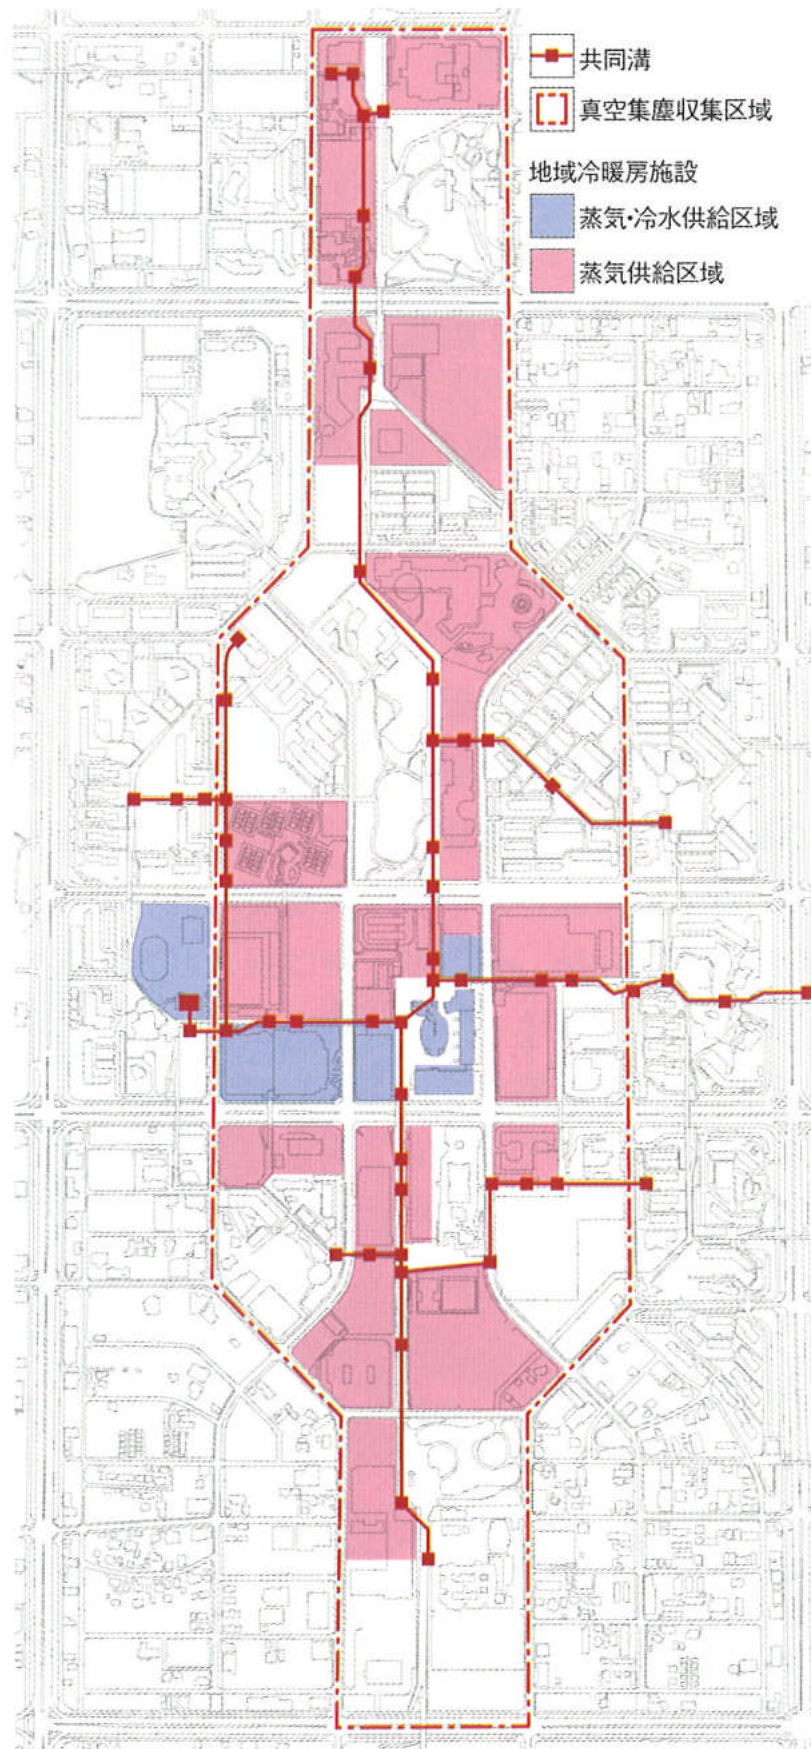 共同溝
真空集塵収集区域
地域冷暖房施設
蒸気・冷水供給区域
蒸気供給区域